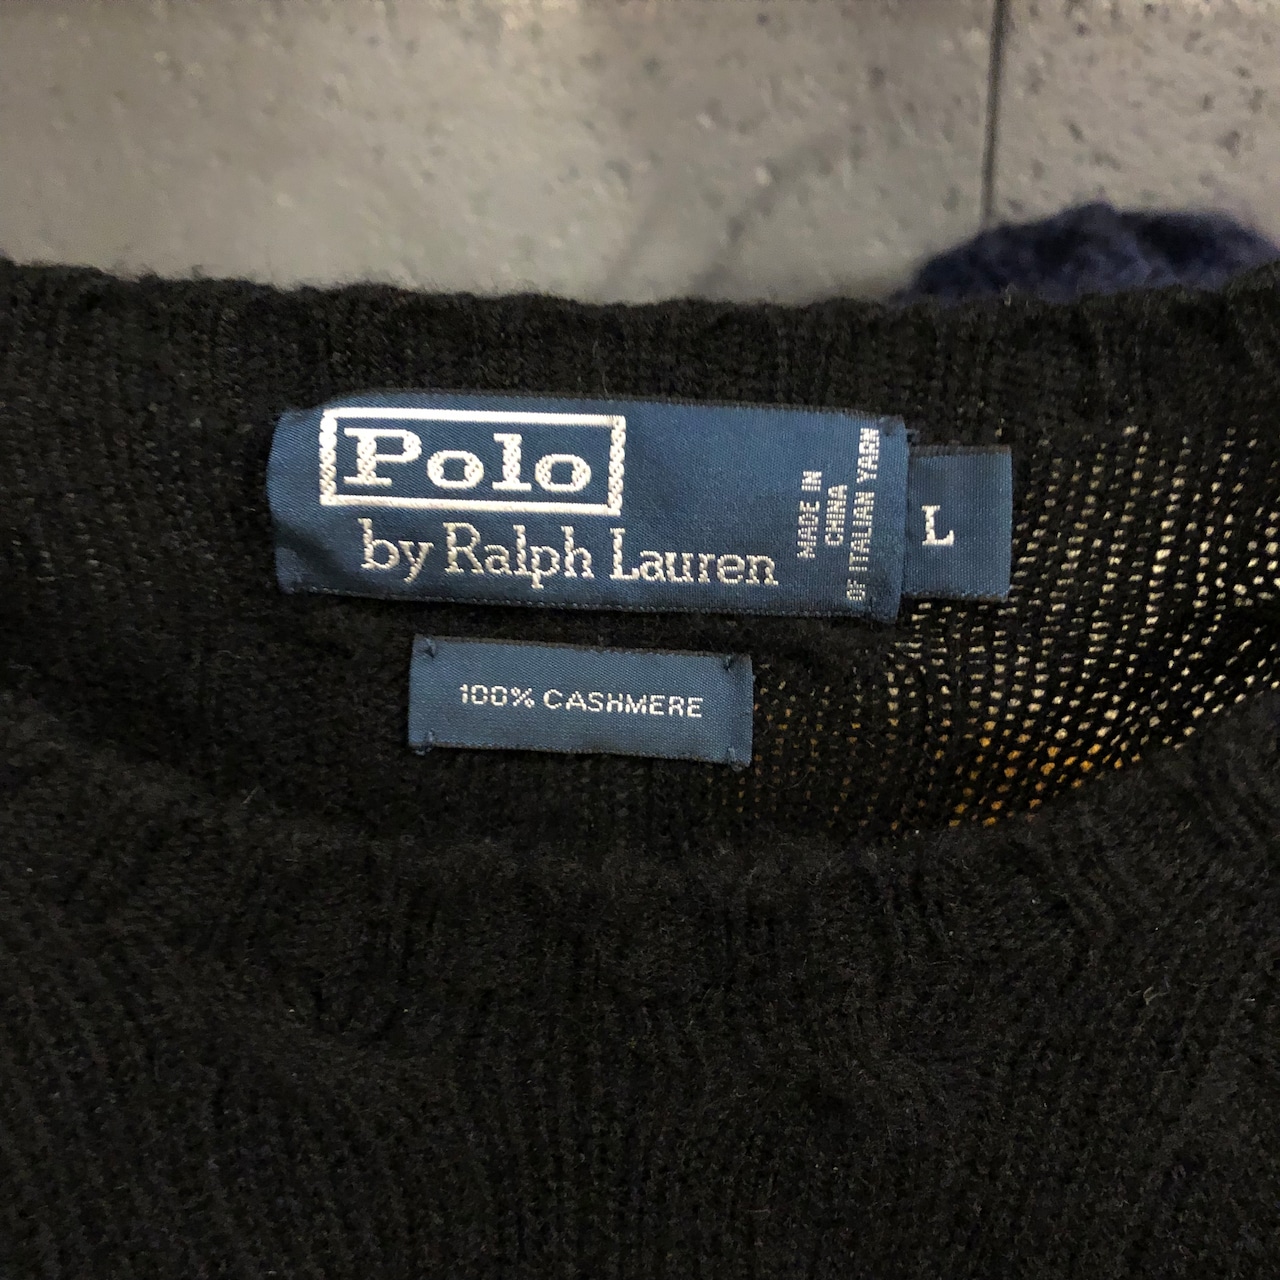 Polo
by Ralph Lauren
MADE IN
CHINA
OF ITALIAN YARN
L
100% CASHMERE